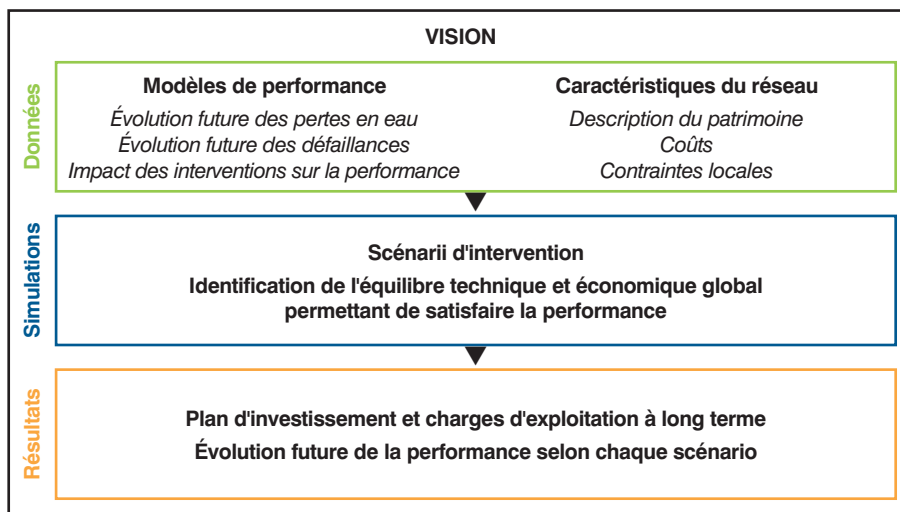 VISION
Données
Modèles de performance
Évolution future des pertes en eau
Évolution future des défaillances
Impact des interventions sur la performance
Caractéristiques du réseau
Description du patrimoine
Coûts
Contraintes locales
Simulations
Scénarii d'intervention
Identification de l'équilibre technique et économique global
permettant de satisfaire la performance
Résultats
Plan d'investissement et charges d'exploitation à long terme
Évolution future de la performance selon chaque scénario